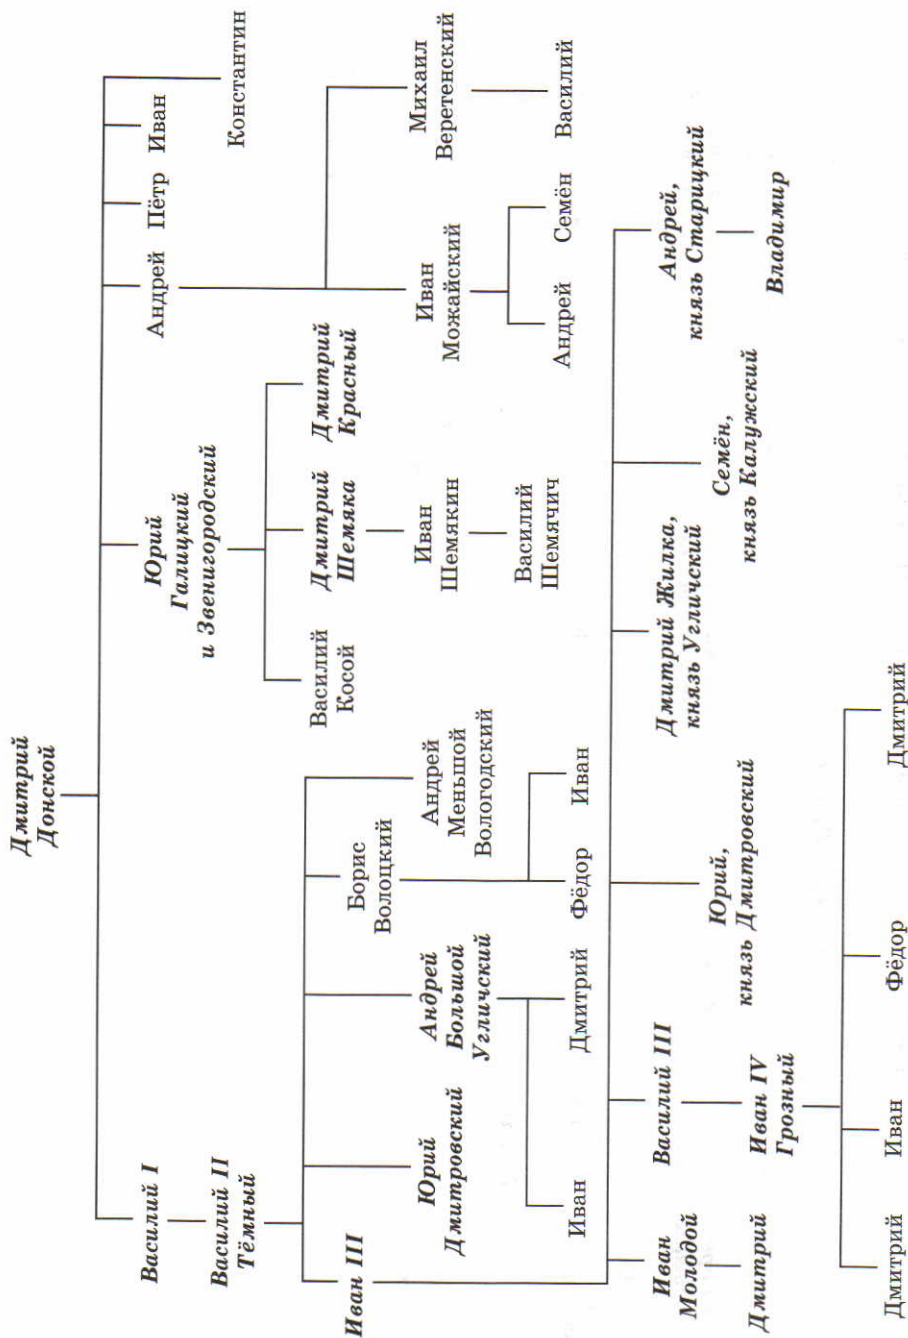 Дмитрий
Донской
Василий I
Юрий
Галицкий
и Звенигородский
Андрей
Пётр
Иван
Константин
Василий II
Тёмный
Василий
Косой
Дмитрий
Шемяка
Дмитрий
Красный
Иван III
Юрий
Дмитровский
Андрей
Большой
Угличский
Борис
Волоцкий
Андрей
Меньшой
Вологодский
Иван
Шемякин
Иван
Можайский
Михаил
Веретенский
Иван
Дмитрий
Фёдор
Иван
Василий
Шемячич
Андрей
Семён
Василий
Иван
Молодой
Василий III
Юрий,
князь Дмитровский
Дмитрий Жилка,
князь Угличский
Семён,
князь Калужский
Андрей,
князь Старицкий
Дмитрий
Иван IV
Грозный
Владимир
Дмитрий
Иван
Фёдор
Дмитрий